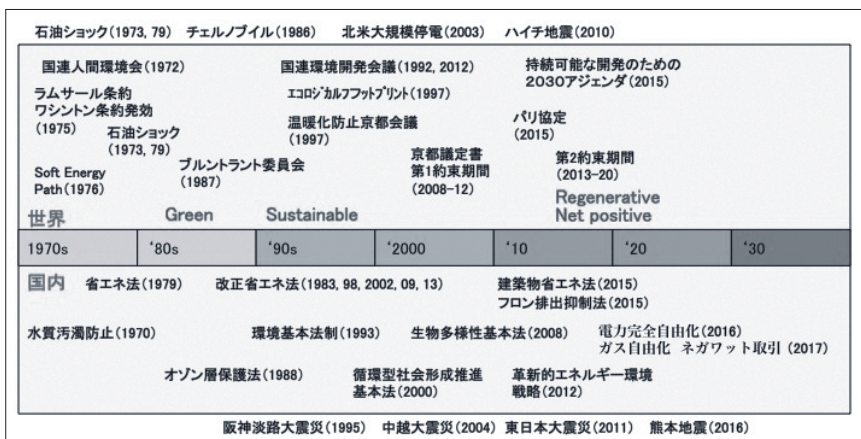 石油ショック(1973, 79) チェルノブイル(1986) 北米大規模停電(2003) ハイチ地震(2010)
国連人間環境会(1972) 国連環境開発会議(1992, 2012) 持続可能な開発のための
2030アジェンダ(2015)
ラムサール条約
ワシントン条約発効
(1975)
エコロジカルフフットプリント(1997)
石油ショック
(1973, 79)
温暖化防止京都会議
(1997)
パリ協定
(2015)
Soft Energy
Path(1976)
ブルントラント委員会
(1987)
京都議定書
第1約束期間
(2008-12)
第2約束期間
(2013-20)
世界 Green Sustainable Regenerative
Net positive
1970s ‘80s ‘90s ‘2000 ‘10 ‘20 ‘30
国内 省エネ法(1979) 改正省エネ法(1983, 98, 2002, 09, 13) 建築物省エネ法(2015)
フロン排出抑制法(2015)
水質汚濁防止(1970) 環境基本法制(1993) 生物多様性基本法(2008) 電力完全自由化(2016)
ガス自由化 ネガワット取引(2017)
オゾン層保護法(1988) 循環型社会形成推進
基本法(2000)
革新的エネルギー環境
戦略(2012)
阪神淡路大震災(1995) 中越大震災(2004) 東日本大震災(2011) 熊本地震(2016)